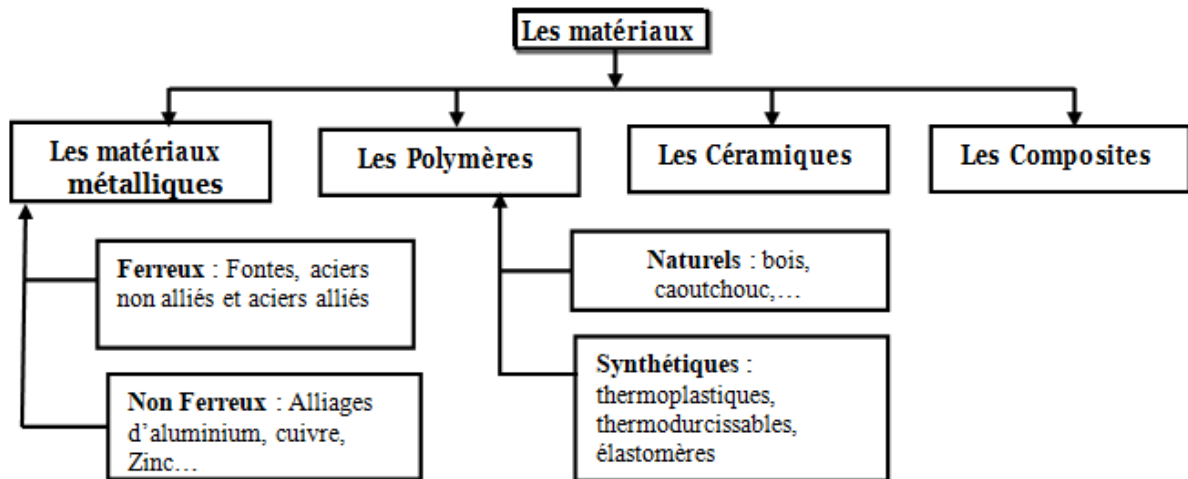 Les matériaux
Les matériaux
métalliques
Les Polymères
Les Céramiques
Les Composites
Ferreux : Fontes, aciers
non alliés et aciers alliés
Non Ferreux : Alliages
d’aluminium, cuivre,
Zinc…
Naturels : bois,
caoutchouc,…
Synthétiques :
thermoplastiques,
thermodurcissables,
élastomères